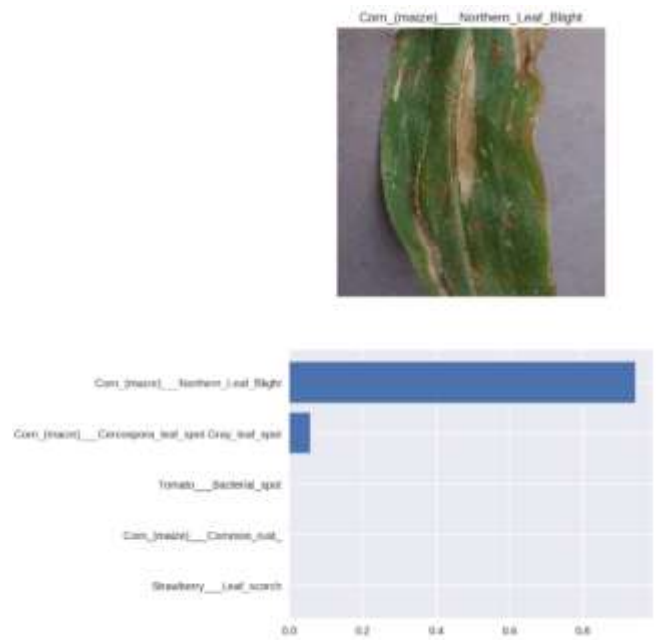 Corn_(maize)___Northern_Leaf_Blight
Corn_(maize)___Northern_Leaf_Blight
Corn_(maize)___Cercospora_leaf_spot Gray_leaf_spot
Tomato___Bacterial_spot
Corn_(maize)___Common_rust_
Strawberry___Leaf_scorch
0.0 0.2 0.4 0.6 0.8